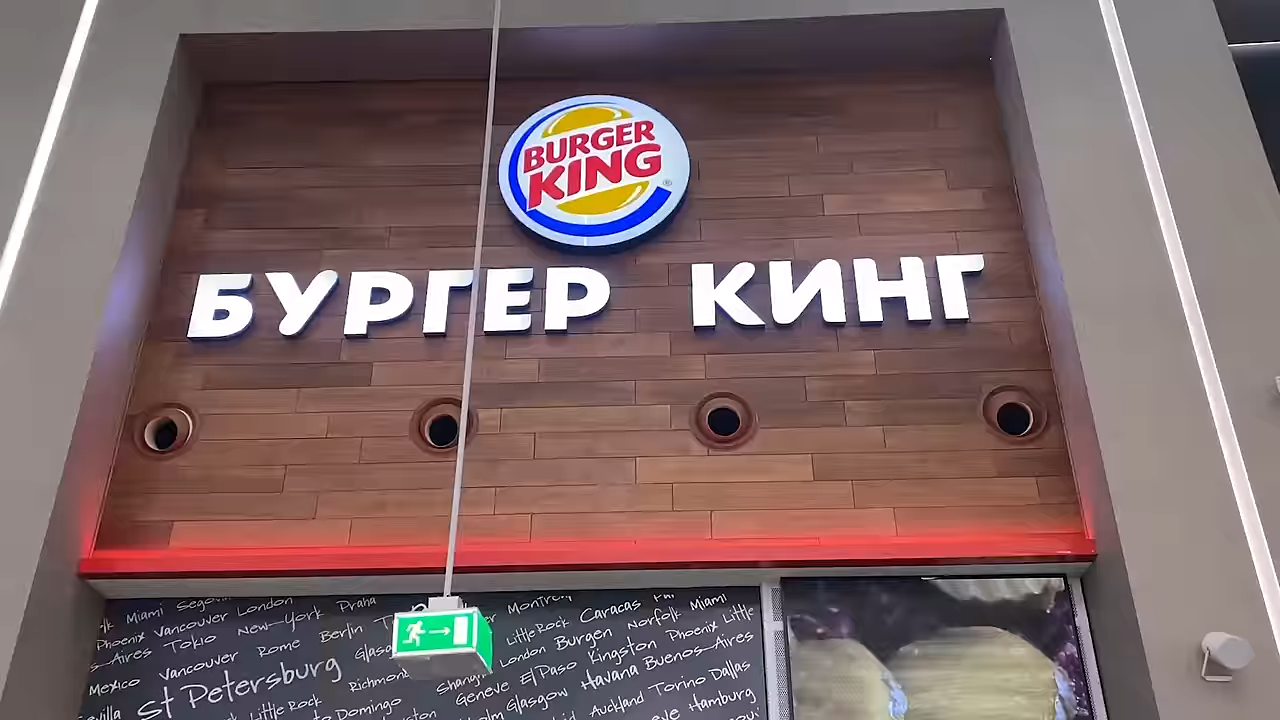 BURGER
KING
®
БУРГЕР КИНГ
Miami London Praha Montreal Caracas
Phoenix Vancouver New-York Berlin Little Rock Burgen Norfolk Miami
s-Aires Tokio Rome London Kingston Phoenix Little
Mexico Vancouver Geneve El Paso Havana Buenos-Aires
St Petersburg Richmond Glasgow Auckland Torino Dallas
Little Rock Domingo Hamburg